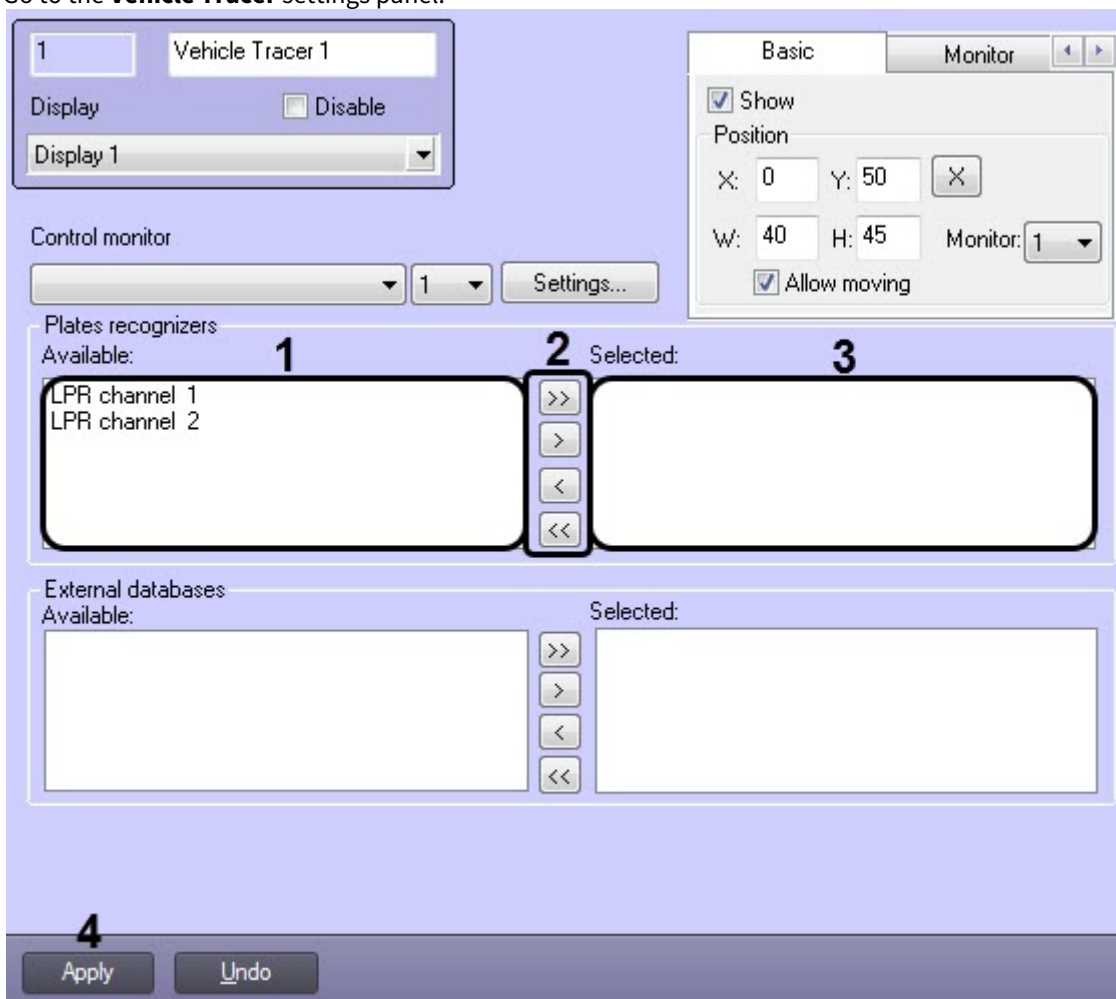 Go to the Vehicle Tracer settings panel.
1 Vehicle Tracer 1
Display Disable
Display 1
Basic Monitor
Show
Position
X: 0 Y: 50 X
W: 40 H: 45 Monitor: 1
Allow moving
Control monitor
1 Settings...
Plates recognizers
Available: 1 2 Selected: 3
LPR channel 1
LPR channel 2
>>
>
<
<<
External databases
Available: Selected:
>>
>
<
<<
4
Apply Undo